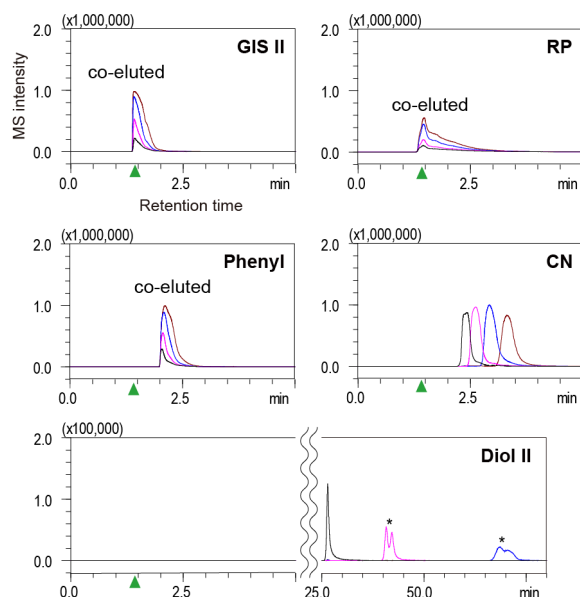 (x1,000,000)
2.0
GIS II
co-eluted
MS intensity
1.0
0.0
0.0
2.5
min
Retention time
(x1,000,000)
2.0
RP
co-eluted
1.0
0.0
0.0
2.5
min
(x1,000,000)
2.0
Phenyl
co-eluted
1.0
0.0
0.0
2.5
min
(x1,000,000)
2.0
CN
1.0
0.0
0.0
2.5
min
(x100,000)
2.0
Diol II
1.0
*
*
0.0
0.0
2.5
25.0
50.0
min